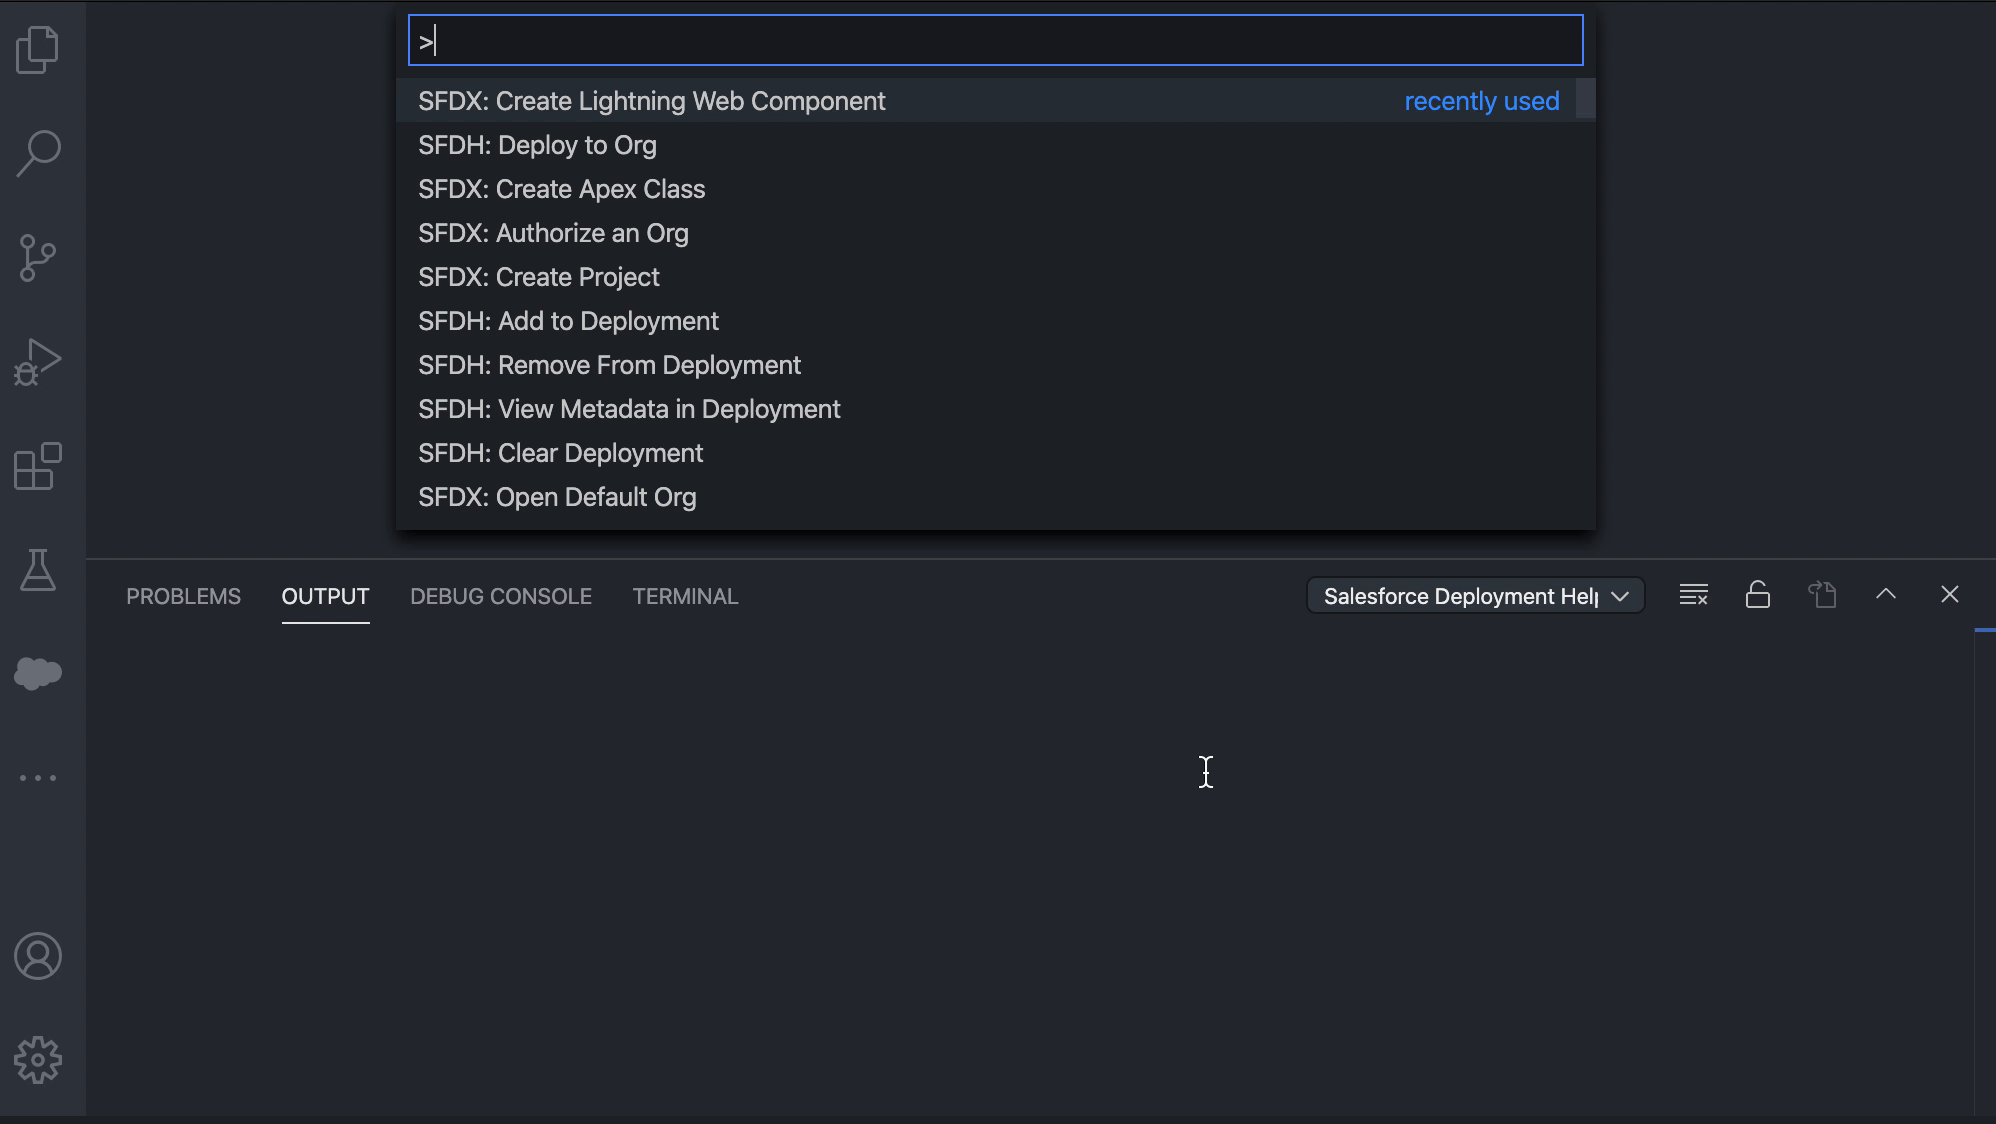 >
SFDX: Create Lightning Web Component recently used
SFDH: Deploy to Org
SFDX: Create Apex Class
SFDX: Authorize an Org
SFDX: Create Project
SFDH: Add to Deployment
SFDH: Remove From Deployment
SFDH: View Metadata in Deployment
SFDH: Clear Deployment
SFDX: Open Default Org
PROBLEMS OUTPUT DEBUG CONSOLE TERMINAL Salesforce Deployment Help